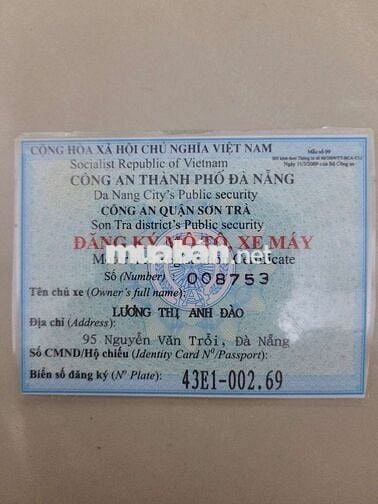 CỘNG HÒA XÃ HỘI CHỦ NGHĨA VIỆT NAM
Mẫu số 09
Socialist Republic of Vietnam
CÔNG AN THÀNH PHỐ ĐÀ NẴNG
Da Nang City's Public security
CÔNG AN QUẬN SƠN TRÀ
Son Tra district's Public security
ĐĂNG KÝ MÔ TÔ, XE MÁY
muaban.net
Số (Number) 008753
Tên chủ xe (Owner's full name):
LƯƠNG THỊ ANH ĐÀO
Địa chỉ (Address):
95 Nguyễn Văn Trỗi, Đà Nẵng
Số CMND/Hộ chiếu (Identity Card Nº/Passport):
Biển số đăng ký (Nº Plate): 43E1-002.69